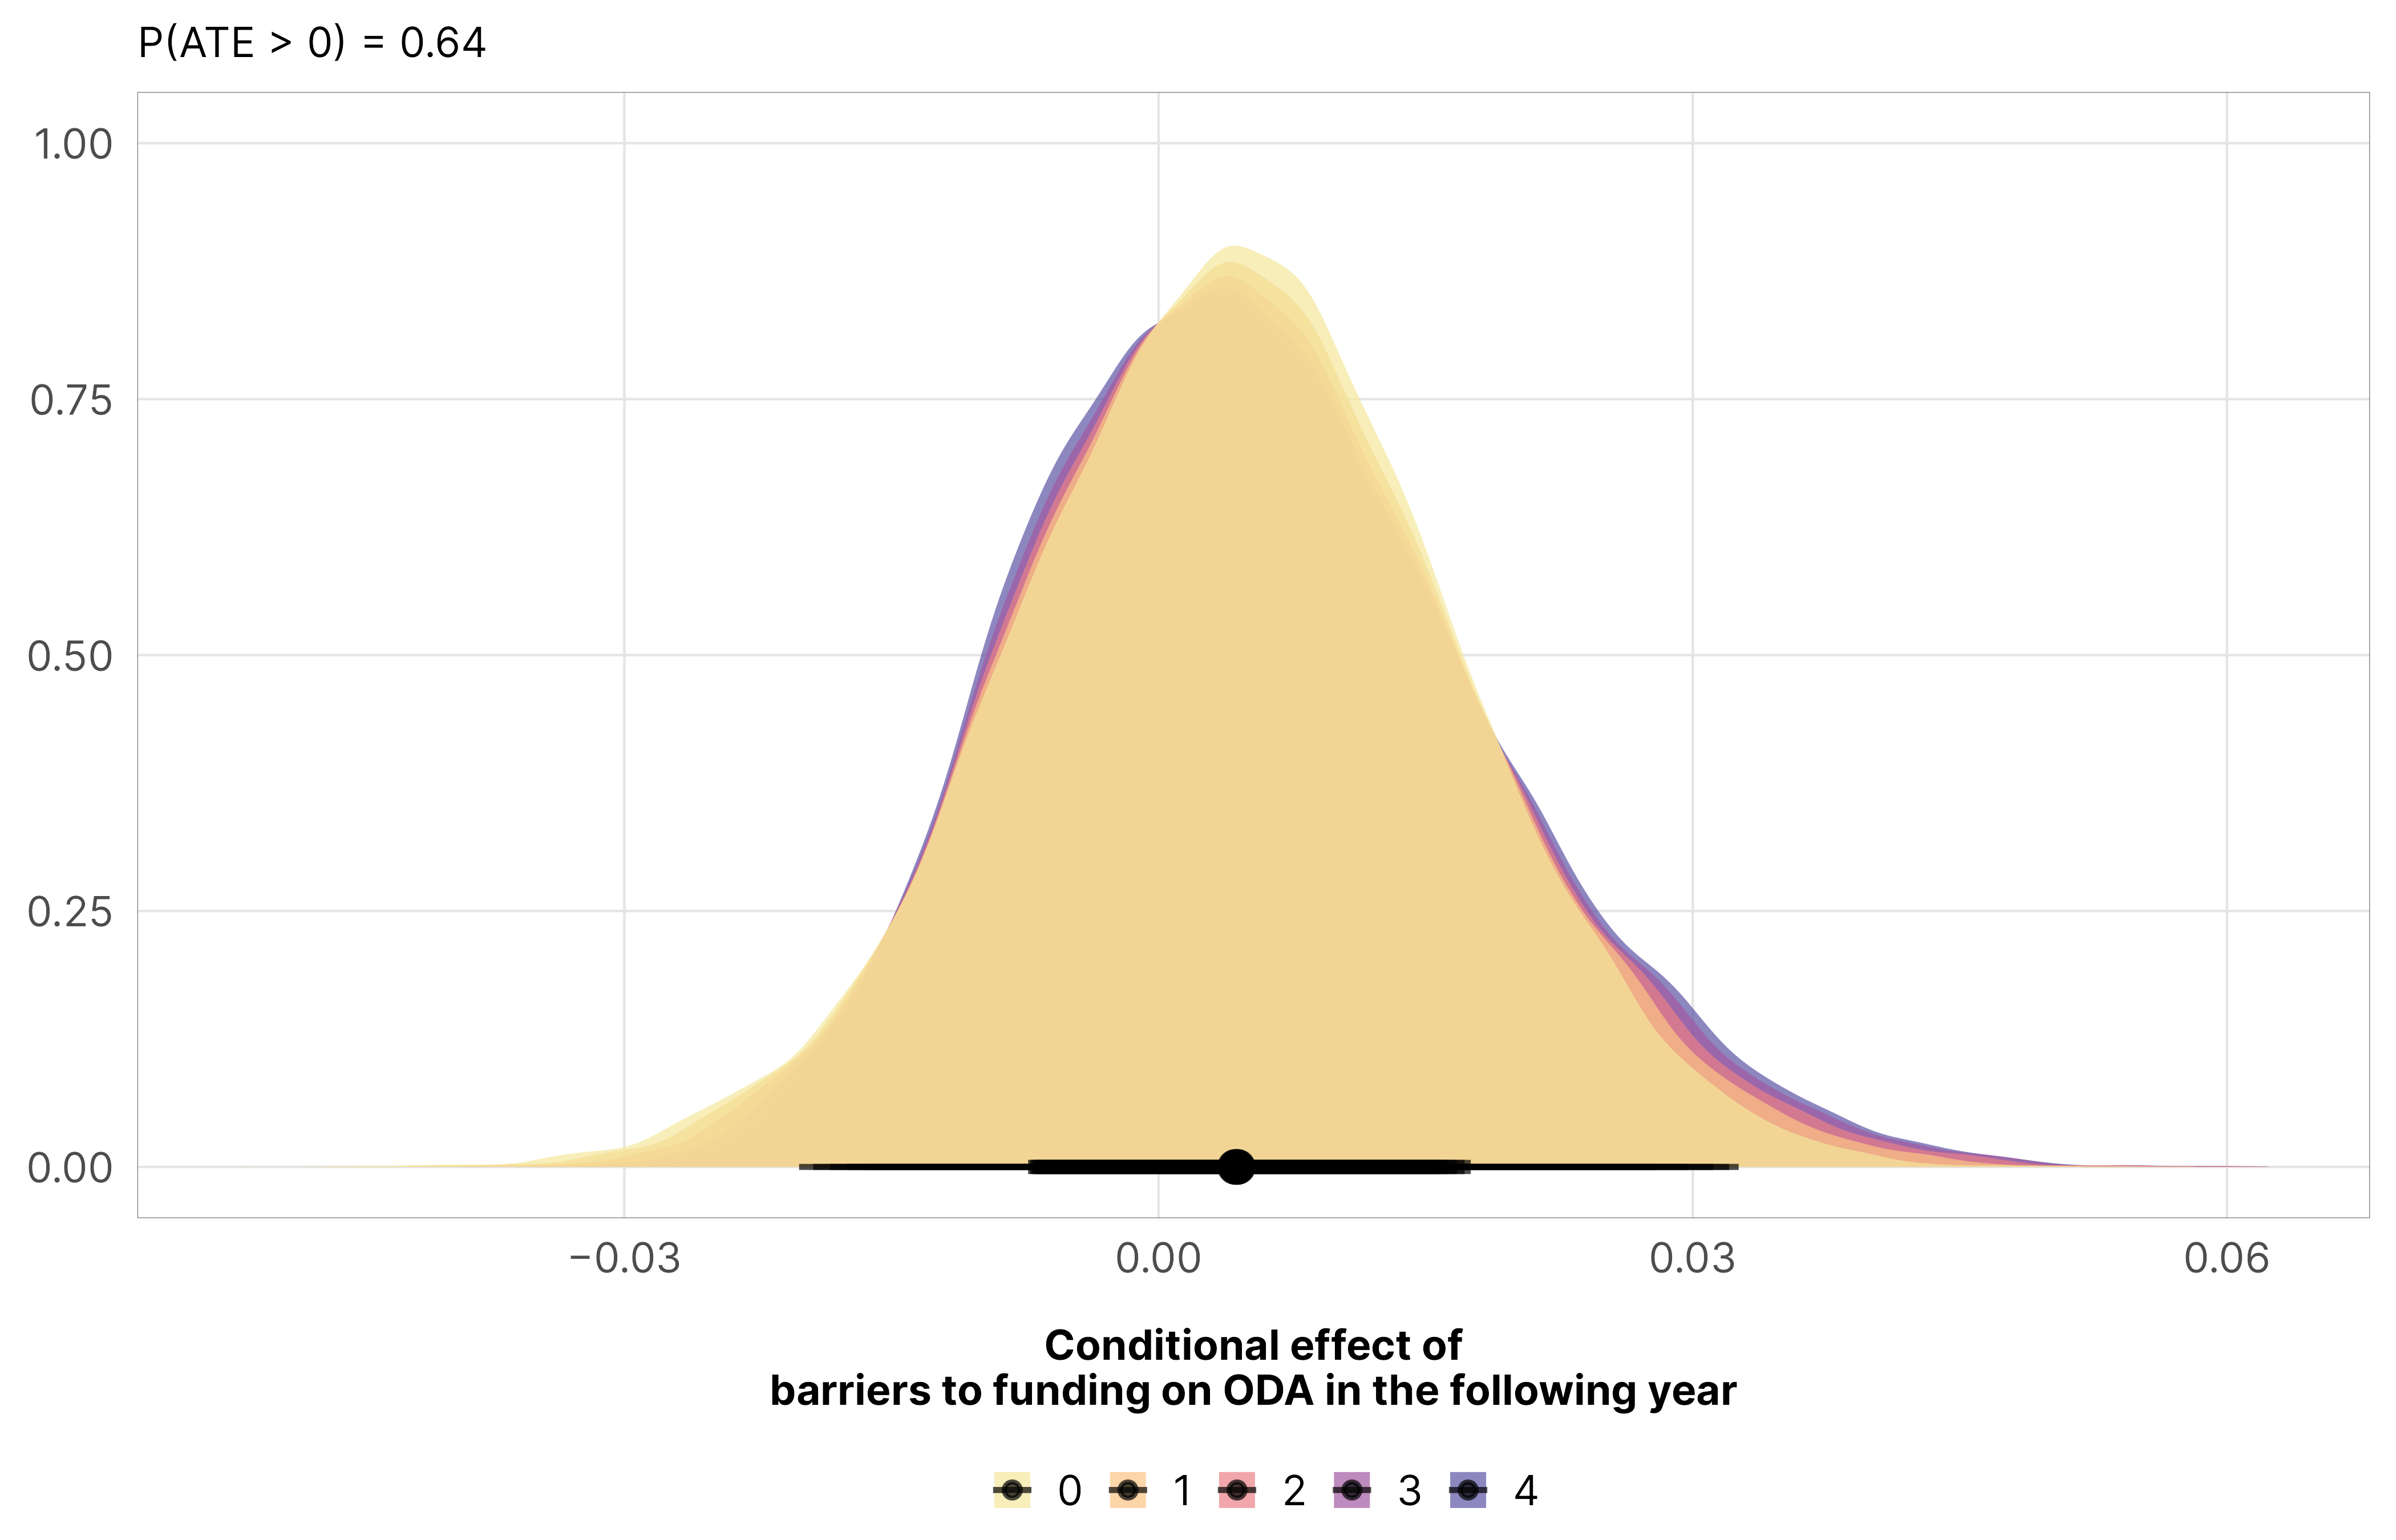 P(ATE > 0) = 0.64
1.00
0.75
0.50
0.25
0.00
−0.03 0.00 0.03 0.06
Conditional effect of
barriers to funding on ODA in the following year
0 1 2 3 4